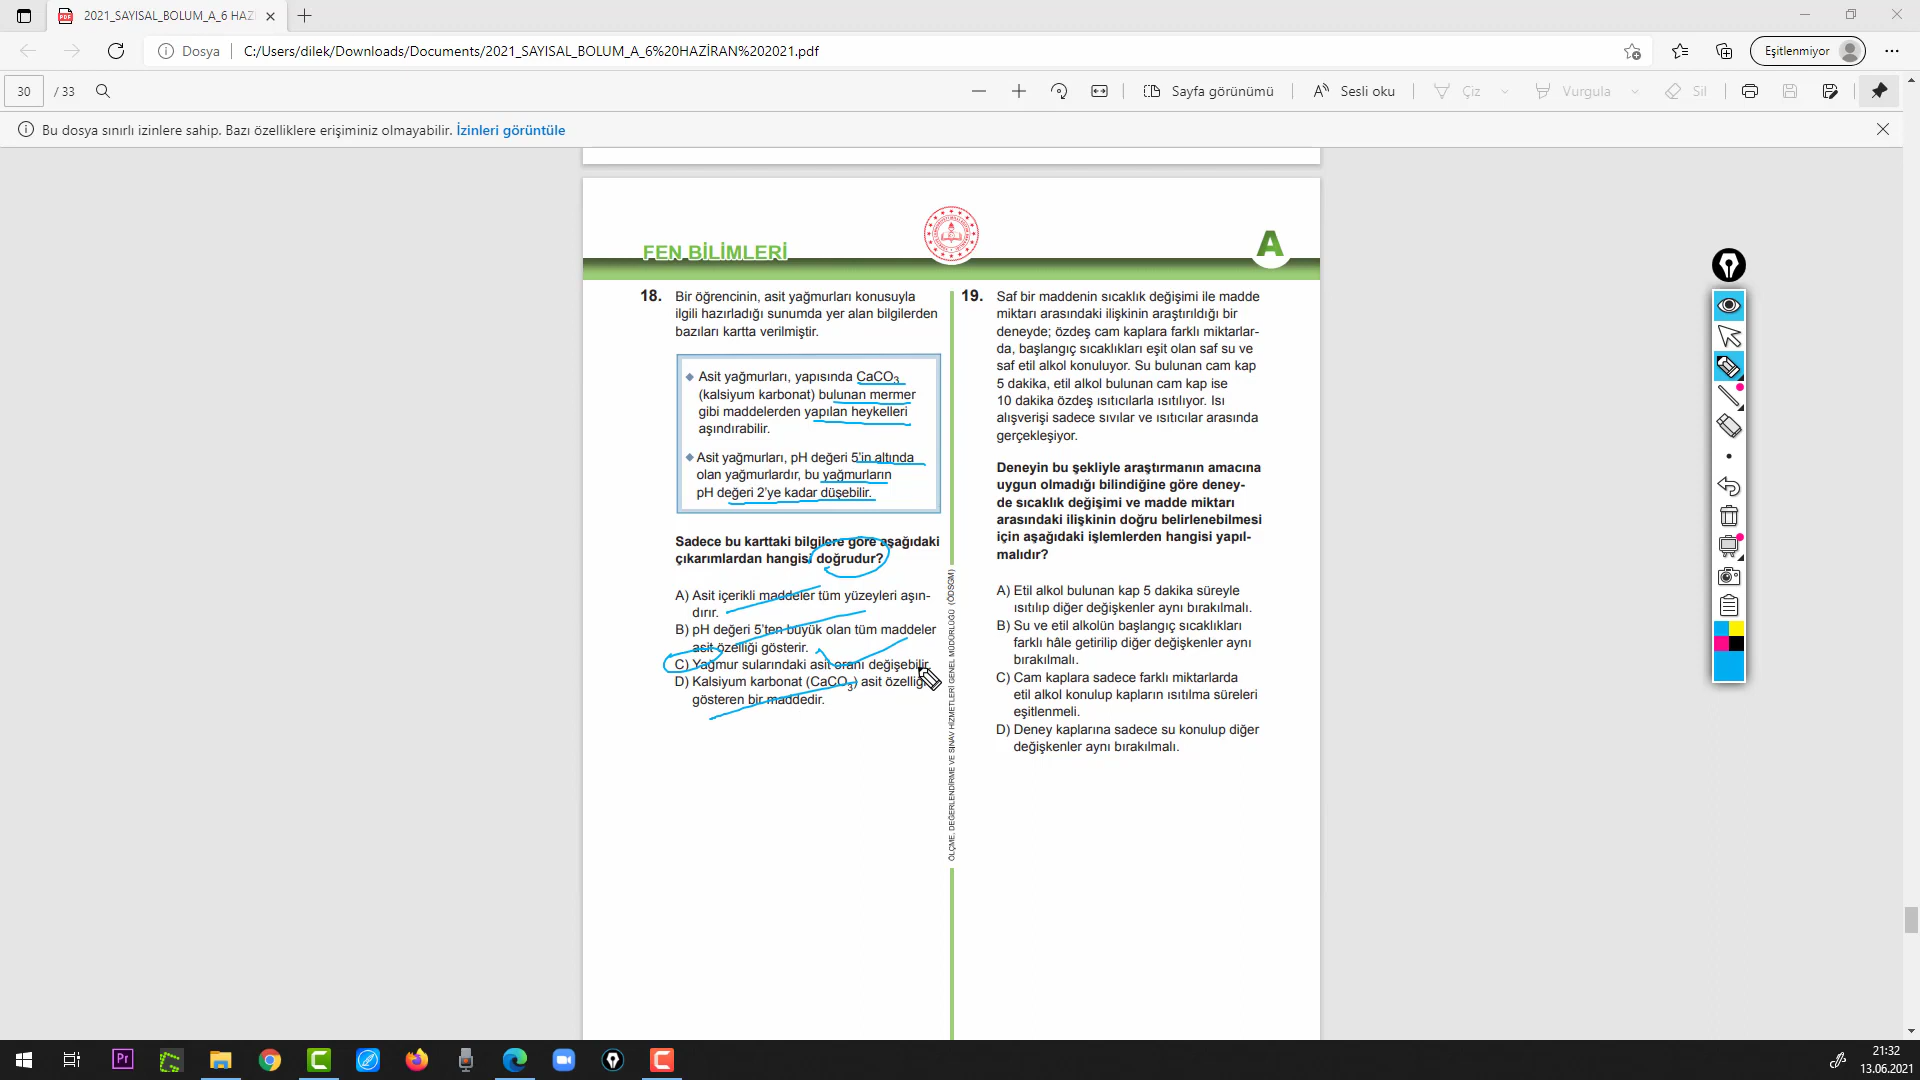 2021_SAYISAL_BOLUM_A_6 HAZ
Dosya
C:/Users/dilek/Downloads/Documents/2021_SAYISAL_BOLUM_A_6%20HAZİRAN%202021.pdf
Eşitlenmiyor
30
/ 33
Sayfa görünümü
Sesli oku
Çiz
Vurgula
Sil
Bu dosya sınırlı izinlere sahip. Bazı özelliklere erişiminiz olmayabilir. İzinleri görüntüle
FEN BİLİMLERİ
A
18. Bir öğrencinin, asit yağmurları konusuyla
ilgili hazırladığı sunumda yer alan bilgilerden
bazıları kartta verilmiştir.
Asit yağmurları, yapısında CaCO3
(kalsiyum karbonat) bulunan mermer
gibi maddelerden yapılan heykelleri
aşındırabilir.
Asit yağmurları, pH değeri 5’in altında
olan yağmurlardır, bu yağmurların
pH değeri 2’ye kadar düşebilir.
Sadece bu karttaki bilgilere göre aşağıdaki
çıkarımlardan hangisi doğrudur?
A) Asit içerikli maddeler tüm yüzeyleri aşın-
dırır.
B) pH değeri 5’ten büyük olan tüm maddeler
asit özelliği gösterir.
C) Yağmur sularındaki asit oranı değişebilir.
D) Kalsiyum karbonat (CaCO3) asit özelliği
gösteren bir maddedir.
ÖLÇME, DEĞERLENDİRME VE SINAV HİZMETLERİ GENEL MÜDÜRLÜĞÜ (ÖDSGM)
19. Saf bir maddenin sıcaklık değişimi ile madde
miktarı arasındaki ilişkinin araştırıldığı bir
deneyde; özdeş cam kaplara farklı miktarlar-
da, başlangıç sıcaklıkları eşit olan saf su ve
saf etil alkol konuluyor. Su bulunan cam kap
5 dakika, etil alkol bulunan cam kap ise
10 dakika özdeş ısıtıcılarla ısıtılıyor. Isı
alışverişi sadece sıvılar ve ısıtıcılar arasında
gerçekleşiyor.
Deneyin bu şekliyle araştırmanın amacına
uygun olmadığı bilindiğine göre deney-
de sıcaklık değişimi ve madde miktarı
arasındaki ilişkinin doğru belirlenebilmesi
için aşağıdaki işlemlerden hangisi yapıl-
malıdır?
A) Etil alkol bulunan kap 5 dakika süreyle
ısıtılıp diğer değişkenler aynı bırakılmalı.
B) Su ve etil alkolün başlangıç sıcaklıkları
farklı hâle getirilip diğer değişkenler aynı
bırakılmalı.
C) Cam kaplara sadece farklı miktarlarda
etil alkol konulup kapların ısıtılma süreleri
eşitlenmeli.
D) Deney kaplarına sadece su konulup diğer
değişkenler aynı bırakılmalı.
21:32
13.06.2021